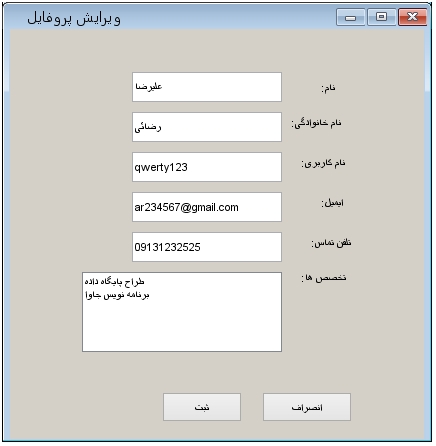 ویرایش پروفایل
نام: علیرضا
نام خانوادگی: رضائی
نام کاربری: qwerty123
ایمیل: ar234567@gmail.com
تلفن تماس: 09131232525
تخصص ها: طراح پایگاه داده
برنامه نویس جاوا
انصراف ثبت